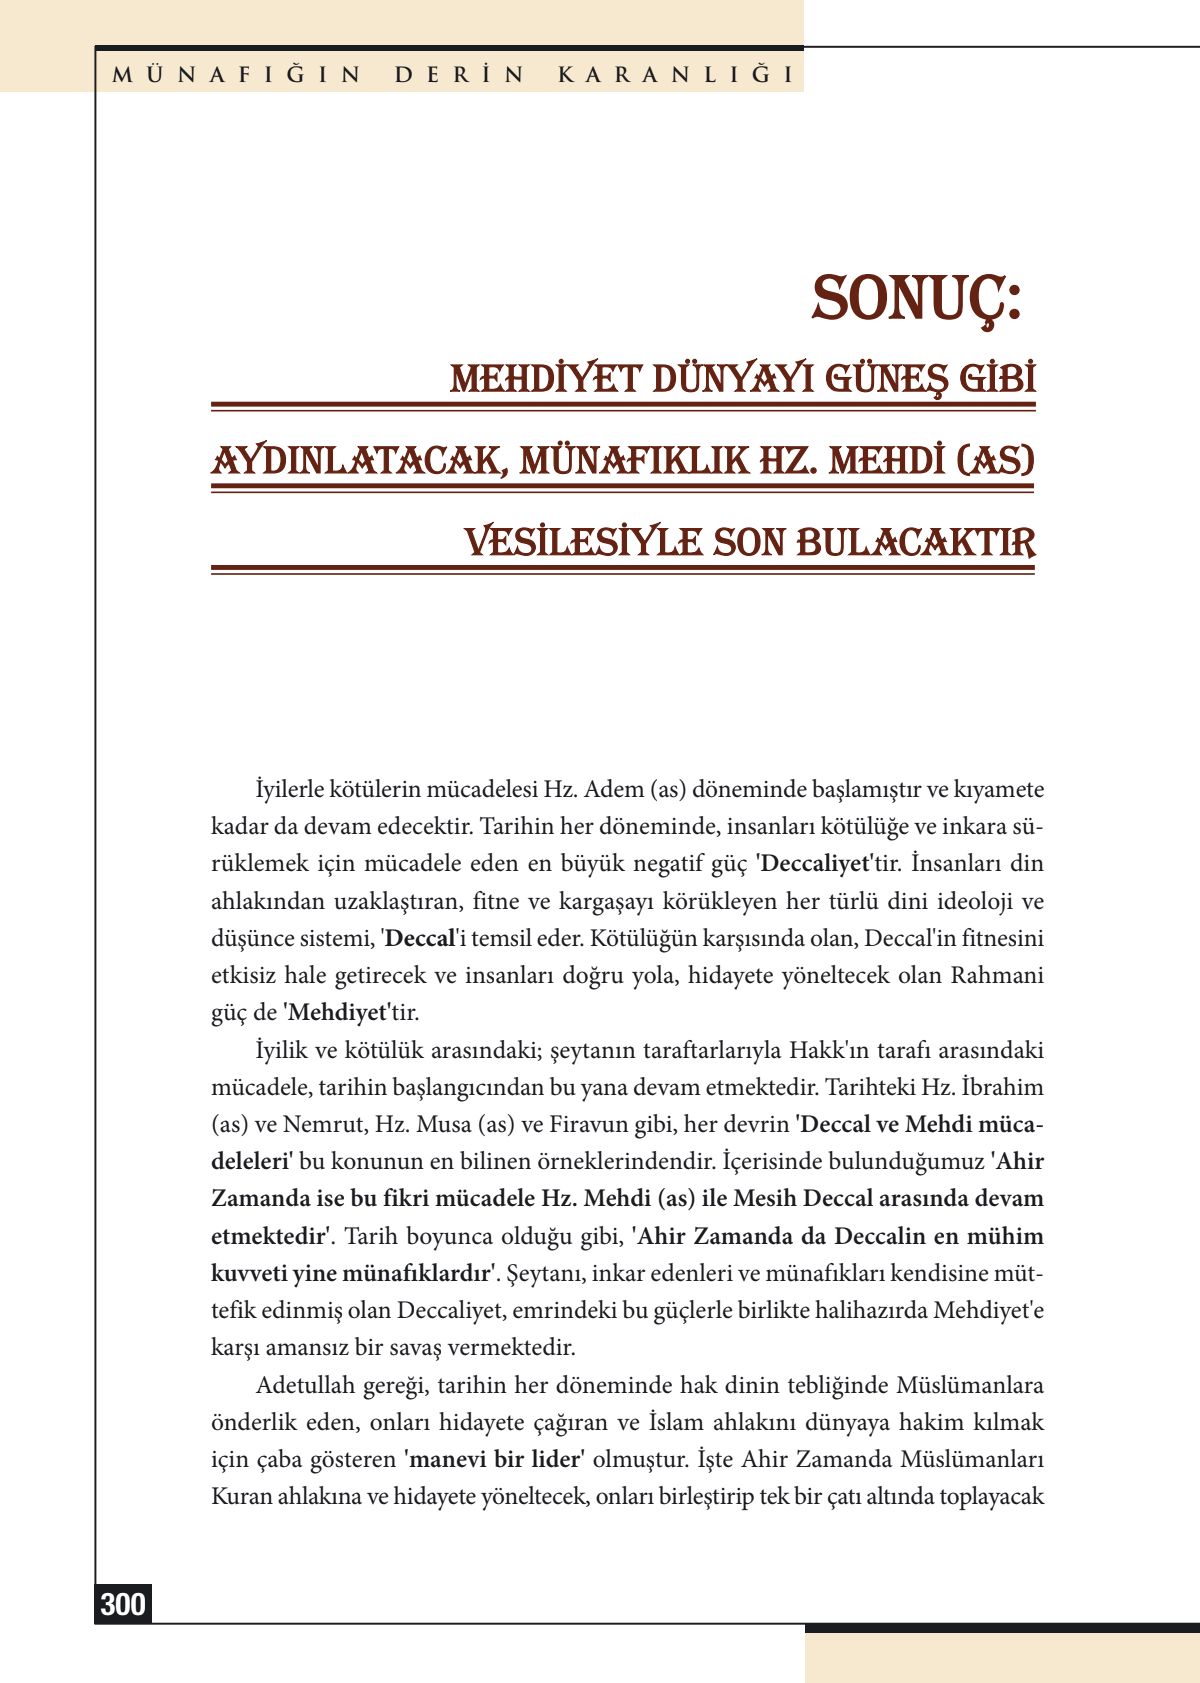 MÜNAFIĞIN DERİN KARANLIĞI
SONUÇ:
MEHDİYET DÜNYAYI GÜNEŞ GİBİ
AYDINLATACAK, MÜNAFIKLIK HZ. MEHDİ (AS)
VESİLESİYLE SON BULACAKTIR
İyilerle kötülerin mücadelesi Hz. Adem (as) döneminde başlamıştır ve kıyamete
kadar da devam edecektir. Tarihin her döneminde, insanları kötülüğe ve inkara sü-
rüklemek için mücadele eden en büyük negatif güç 'Deccaliyet'tir. İnsanları din
ahlakından uzaklaştıran, fitne ve kargaşayı körükleyen her türlü dini ideoloji ve
düşünce sistemi, 'Deccal'i temsil eder. Kötülüğün karşısında olan, Deccal'in fitnesini
etkisiz hale getirecek ve insanları doğru yola, hidayete yöneltecek olan Rahmani
güç de 'Mehdiyet'tir.
İyilik ve kötülük arasındaki; şeytanın taraftarlarıyla Hakk'ın tarafı arasındaki
mücadele, tarihin başlangıcından bu yana devam etmektedir. Tarihteki Hz. İbrahim
(as) ve Nemrut, Hz. Musa (as) ve Firavun gibi, her devrin 'Deccal ve Mehdi müca-
deleleri' bu konunun en bilinen örneklerindendir. İçerisinde bulunduğumuz 'Ahir
Zamanda ise bu fikri mücadele Hz. Mehdi (as) ile Mesih Deccal arasında devam
etmektedir'. Tarih boyunca olduğu gibi, 'Ahir Zamanda da Deccalin en mühim
kuvveti yine münafıklardır'. Şeytanı, inkar edenleri ve münafıkları kendisine müt-
tefik edinmiş olan Deccaliyet, emrindeki bu güçlerle birlikte halihazırda Mehdiyet'e
karşı amansız bir savaş vermektedir.
Adetullah gereği, tarihin her döneminde hak dinin tebliğinde Müslümanlara
önderlik eden, onları hidayete çağıran ve İslam ahlakını dünyaya hakim kılmak
için çaba gösteren 'manevi bir lider' olmuştur. İşte Ahir Zamanda Müslümanları
Kuran ahlakına ve hidayete yöneltecek, onları birleştirip tek bir çatı altında toplayacak
300